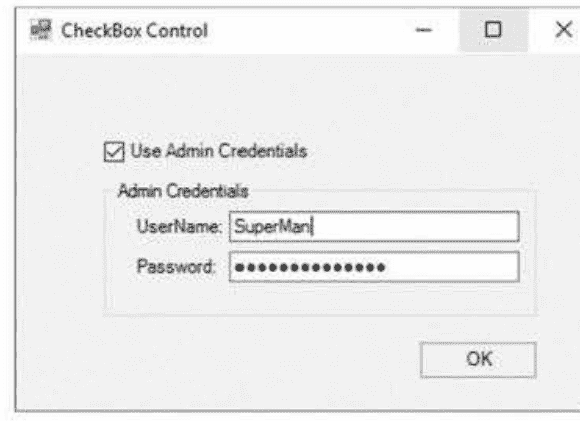 CheckBox Control
Use Admin Credentials
Admin Credentials
UserName: SuperMan
Password: ●●●●●●●●●●●●●●
OK